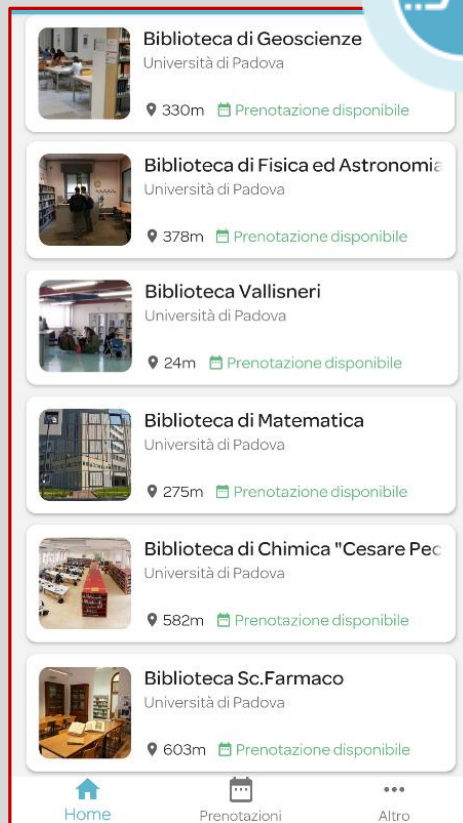 Biblioteca di Geoscienze
Università di Padova
330m Prenotazione disponibile
Biblioteca di Fisica ed Astronomia
Università di Padova
378m Prenotazione disponibile
Biblioteca Vallisneri
Università di Padova
24m Prenotazione disponibile
Biblioteca di Matematica
Università di Padova
275m Prenotazione disponibile
Biblioteca di Chimica "Cesare Pec
Università di Padova
582m Prenotazione disponibile
Biblioteca Sc.Farmaco
Università di Padova
603m Prenotazione disponibile
Home Prenotazioni Altro